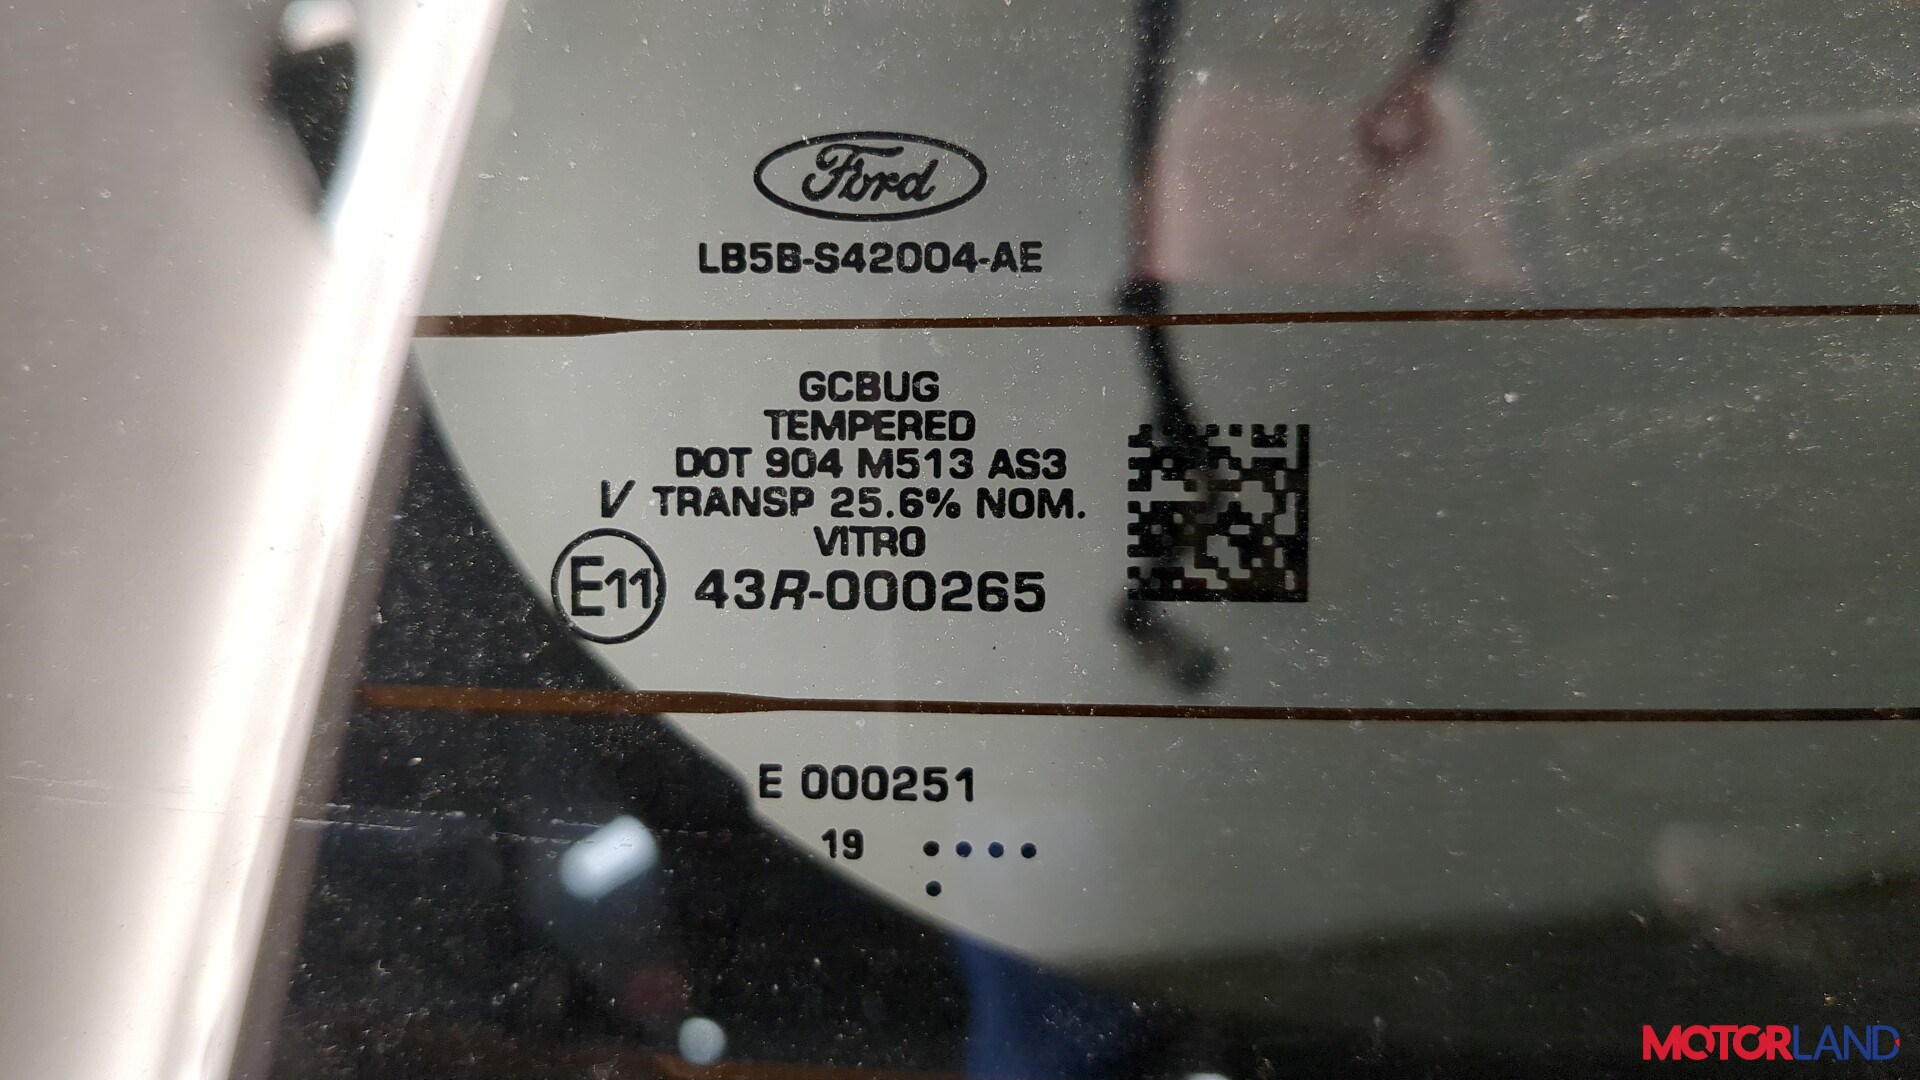 Ford
LB5B-S42004-AE
GCBUG
TEMPERED
DOT 904 M513 AS3
V TRANSP 25.6% NOM.
VITRO
E11 43R-000265
E 000251
19
MOTORLAND